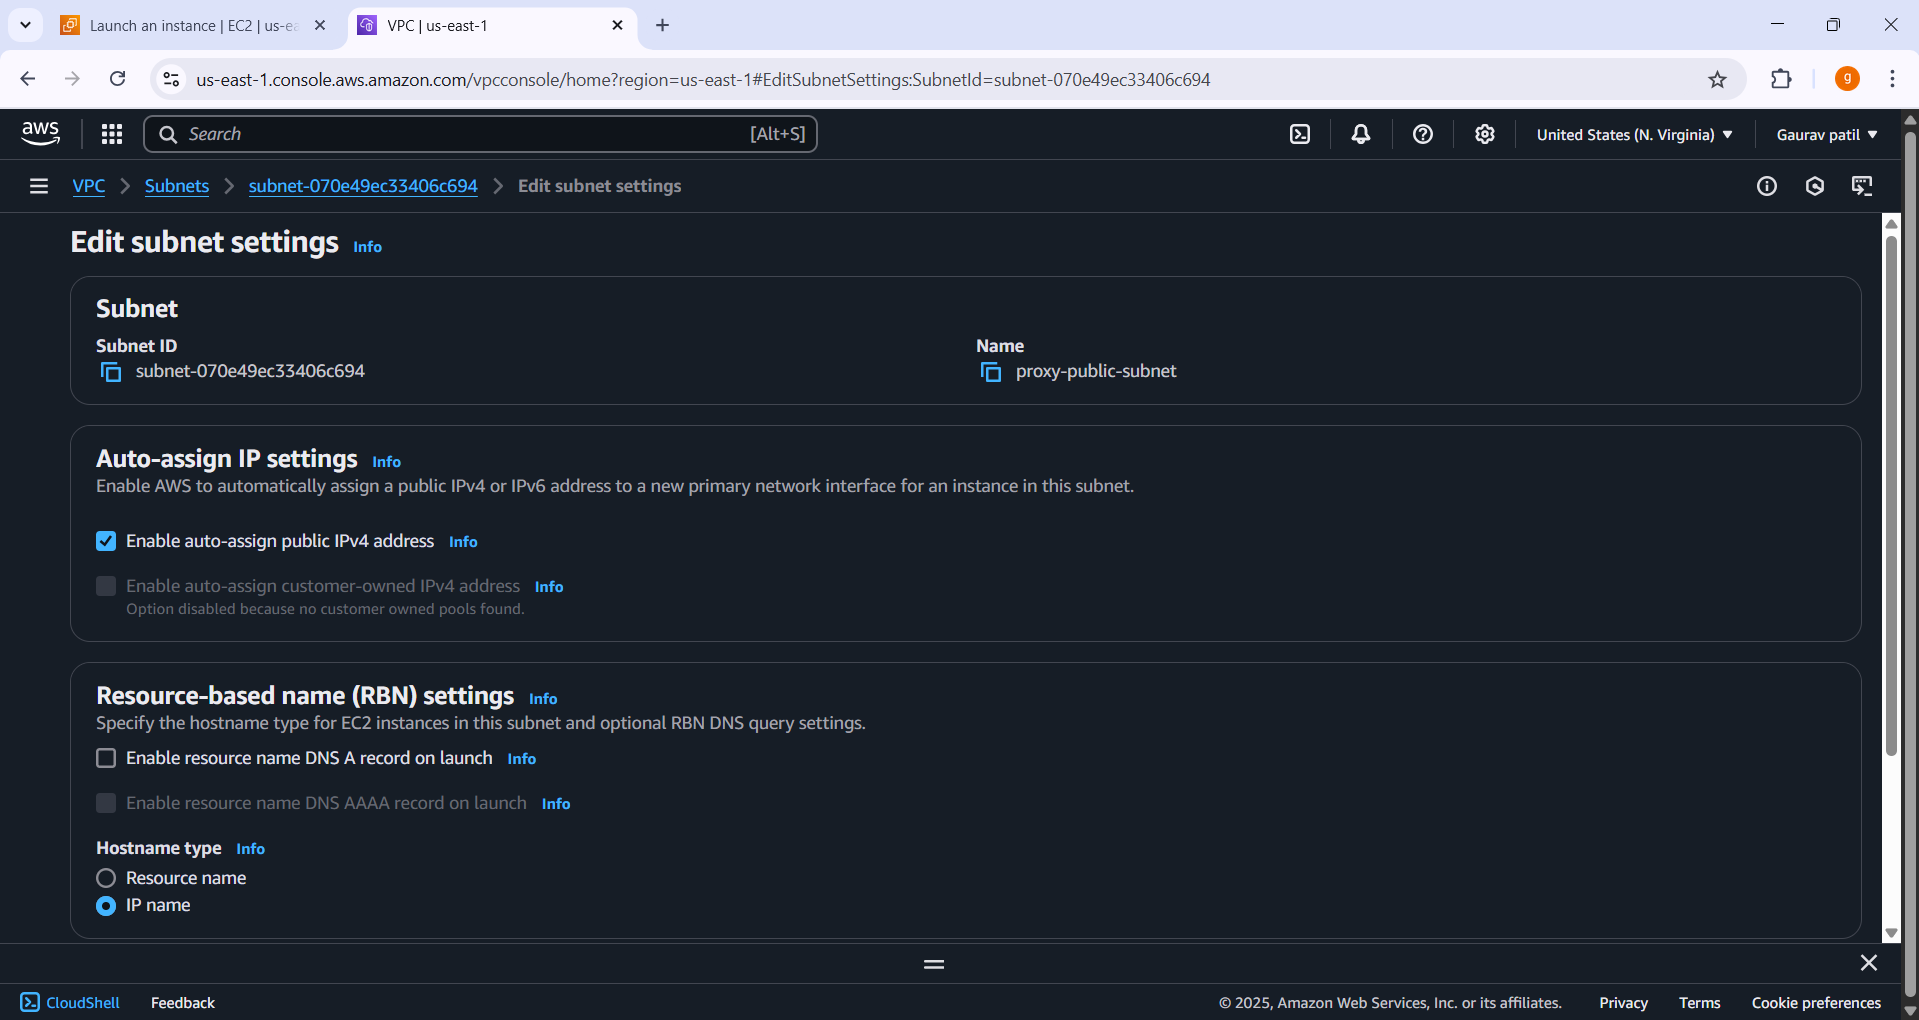 Launch an instance | EC2 | us-ea
VPC | us-east-1
us-east-1.console.aws.amazon.com/vpcconsole/home?region=us-east-1#EditSubnetSettings:SubnetId=subnet-070e49ec33406c694
g
aws
Search
[Alt+S]
United States (N. Virginia)
Gaurav patil
VPC
Subnets
subnet-070e49ec33406c694
Edit subnet settings
Edit subnet settings Info
Subnet
Subnet ID
subnet-070e49ec33406c694
Name
proxy-public-subnet
Auto-assign IP settings Info
Enable AWS to automatically assign a public IPv4 or IPv6 address to a new primary network interface for an instance in this subnet.
Enable auto-assign public IPv4 address Info
Enable auto-assign customer-owned IPv4 address Info
Option disabled because no customer owned pools found.
Resource-based name (RBN) settings Info
Specify the hostname type for EC2 instances in this subnet and optional RBN DNS query settings.
Enable resource name DNS A record on launch Info
Enable resource name DNS AAAA record on launch Info
Hostname type Info
Resource name
IP name
CloudShell
Feedback
© 2025, Amazon Web Services, Inc. or its affiliates.
Privacy
Terms
Cookie preferences